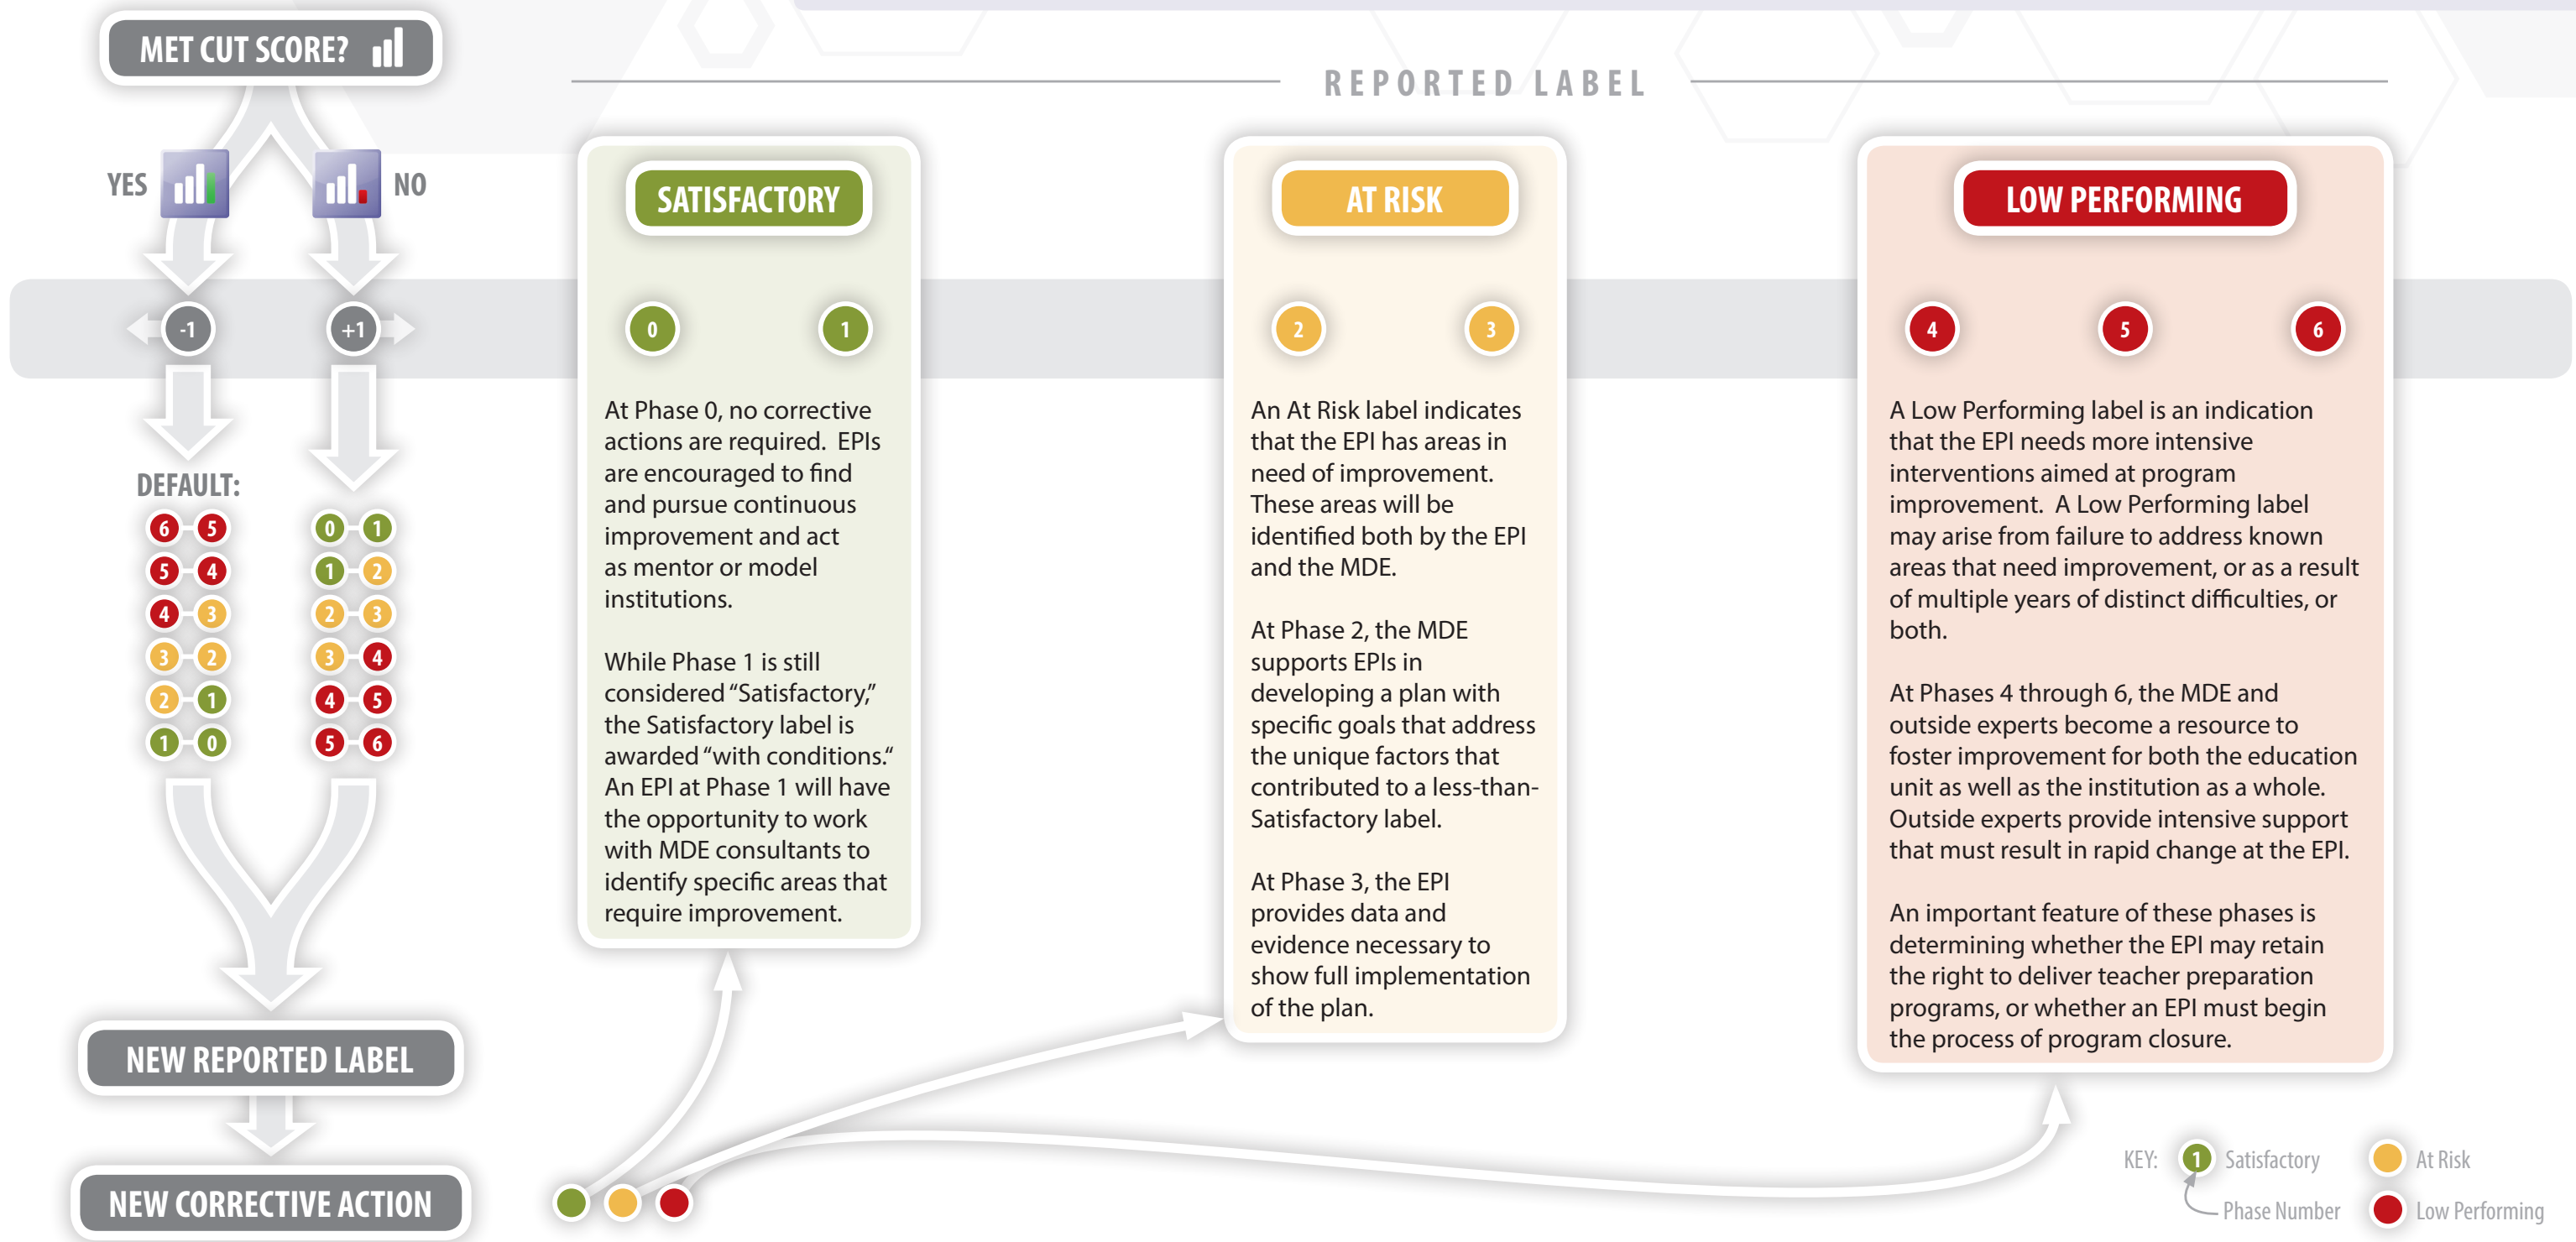 MET CUT SCORE?
YES
NO
-1
+1
DEFAULT:
6 5
5 4
4 3
3 2
2 1
1 0
0 1
1 2
2 3
3 4
4 5
5 6
NEW REPORTED LABEL
NEW CORRECTIVE ACTION
REPORTED LABEL
SATISFACTORY
0 1
At Phase 0, no corrective
actions are required. EPIs
are encouraged to find
and pursue continuous
improvement and act
as mentor or model
institutions.
While Phase 1 is still
considered “Satisfactory,”
the Satisfactory label is
awarded “with conditions.“
An EPI at Phase 1 will have
the opportunity to work
with MDE consultants to
identify specific areas that
require improvement.
AT RISK
2 3
An At Risk label indicates
that the EPI has areas in
need of improvement.
These areas will be
identified both by the EPI
and the MDE.
At Phase 2, the MDE
supports EPIs in
developing a plan with
specific goals that address
the unique factors that
contributed to a less-than-
Satisfactory label.
At Phase 3, the EPI
provides data and
evidence necessary to
show full implementation
of the plan.
LOW PERFORMING
4 5 6
A Low Performing label is an indication
that the EPI needs more intensive
interventions aimed at program
improvement. A Low Performing label
may arise from failure to address known
areas that need improvement, or as a result
of multiple years of distinct difficulties, or
both.
At Phases 4 through 6, the MDE and
outside experts become a resource to
foster improvement for both the education
unit as well as the institution as a whole.
Outside experts provide intensive support
that must result in rapid change at the EPI.
An important feature of these phases is
determining whether the EPI may retain
the right to deliver teacher preparation
programs, or whether an EPI must begin
the process of program closure.
KEY: 1 Satisfactory
At Risk
Phase Number
Low Performing